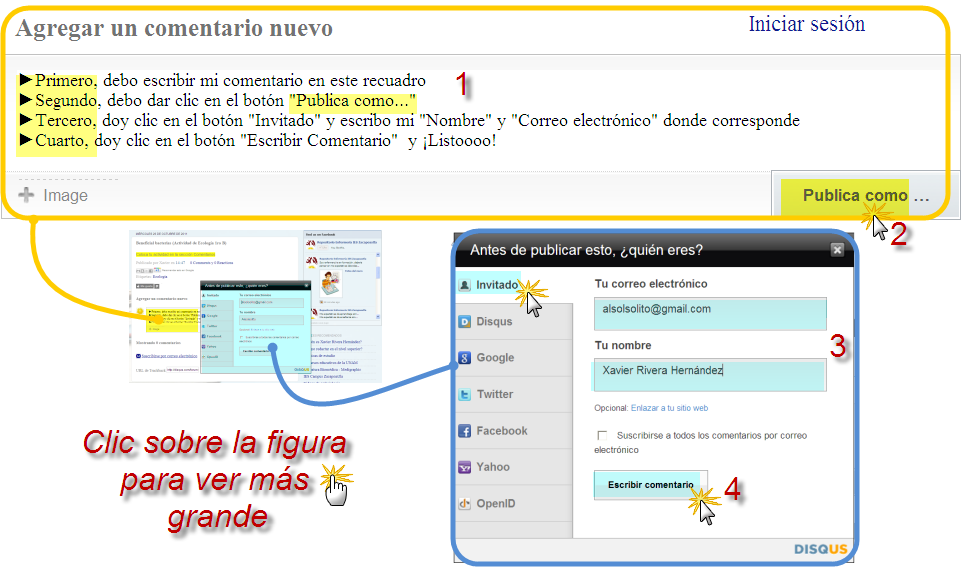 Agregar un comentario nuevo
Iniciar sesión
►Primero, debo escribir mi comentario en este recuadro
1
►Segundo, debo dar clic en el botón "Publica como..."
►Tercero, doy clic en el botón "Invitado" y escribo mi "Nombre" y "Correo electrónico" donde corresponde
►Cuarto, doy clic en el botón "Escribir Comentario" y ¡Listoooo!
Image
Publica como ...
2
Antes de publicar esto, ¿quién eres?
Invitado
Disqus
Google
Twitter
Facebook
Yahoo
OpenID
Tu correo electrónico
alsolsolito@gmail.com
Tu nombre
3
Xavier Rivera Hernández
Opcional: Enlazar a tu sitio web
Suscribirse a todos los comentarios por correo
electrónico
Escribir comentario
4
DISQUS
Clic sobre la figura
para ver más
grande